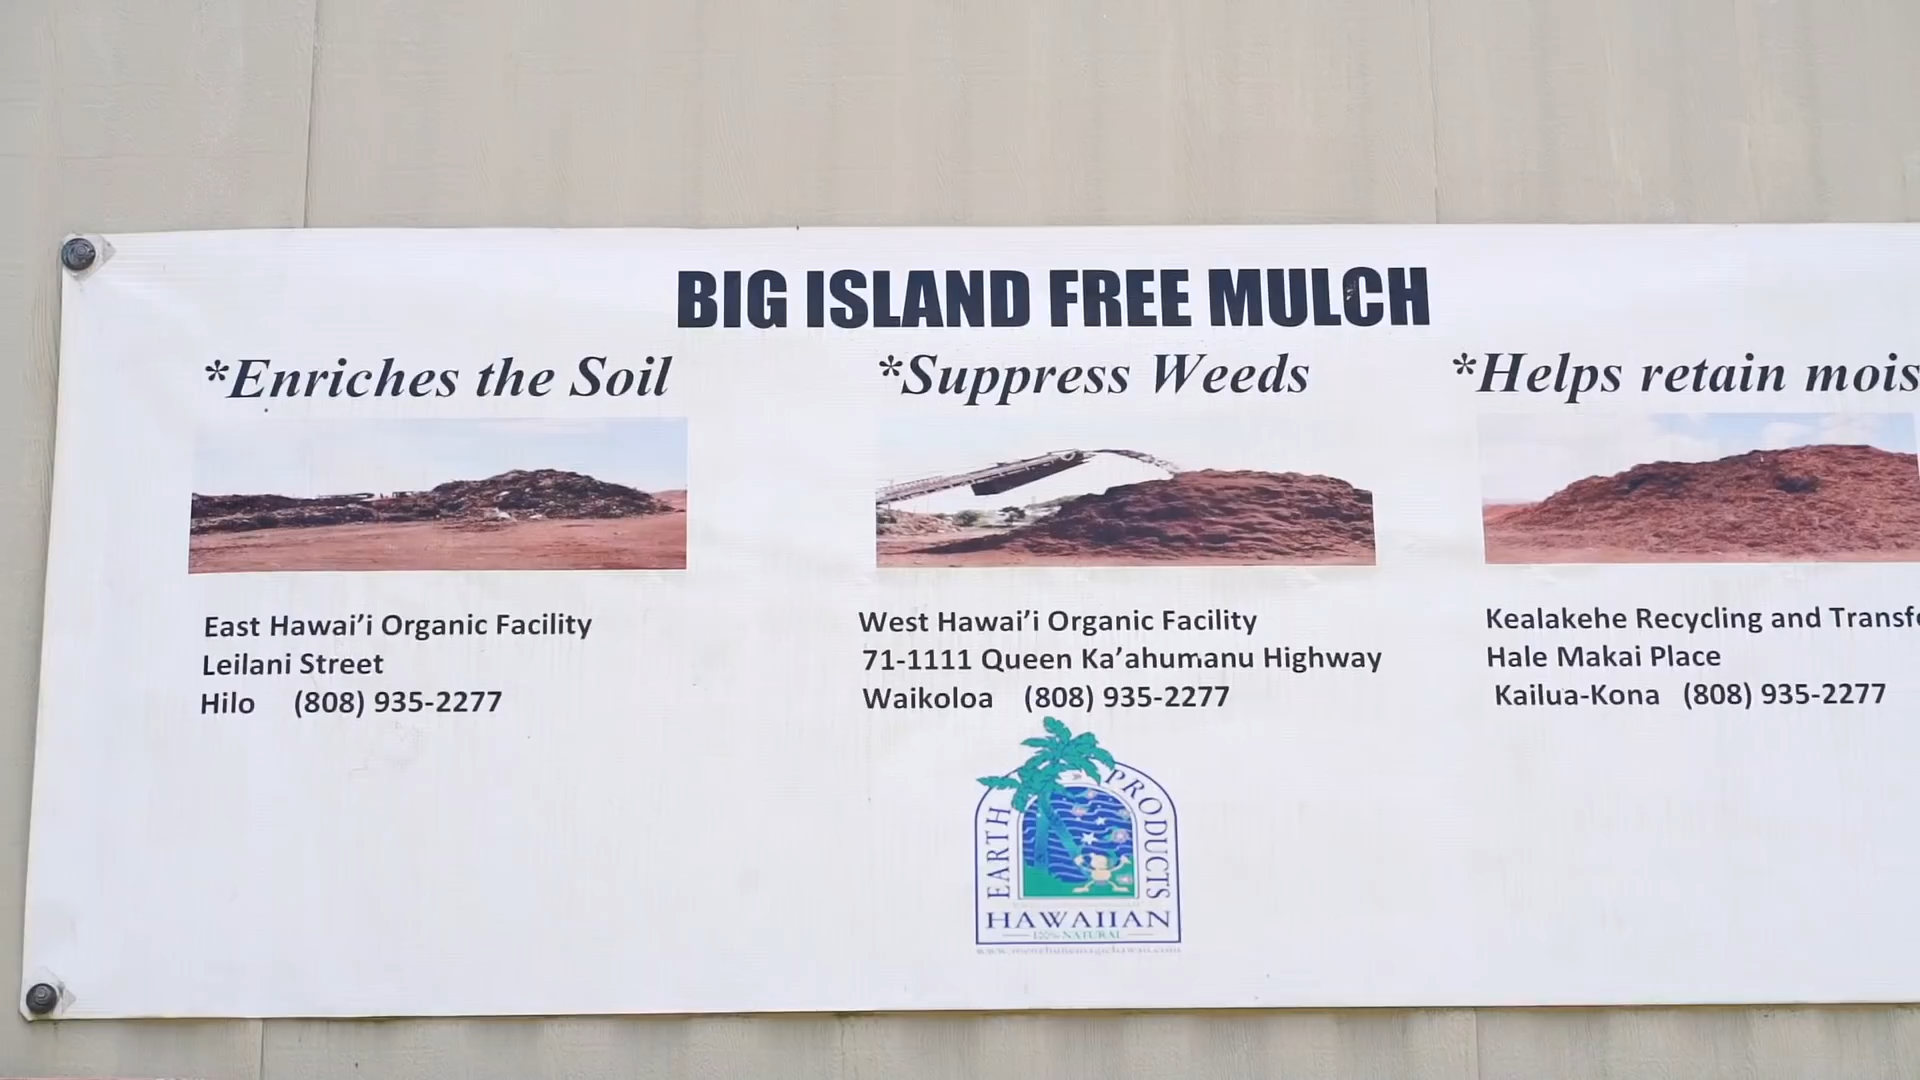 BIG ISLAND FREE MULCH
*Enriches the Soil
*Suppress Weeds
*Helps retain mois
East Hawai’i Organic Facility
Leilani Street
Hilo (808) 935-2277
West Hawai’i Organic Facility
71-1111 Queen Ka’ahumanu Highway
Waikoloa (808) 935-2277
Kealakehe Recycling and Transfe
Hale Makai Place
Kailua-Kona (808) 935-2277
EARTH
PRODUCTS
HAWAIIAN
100% NATURAL